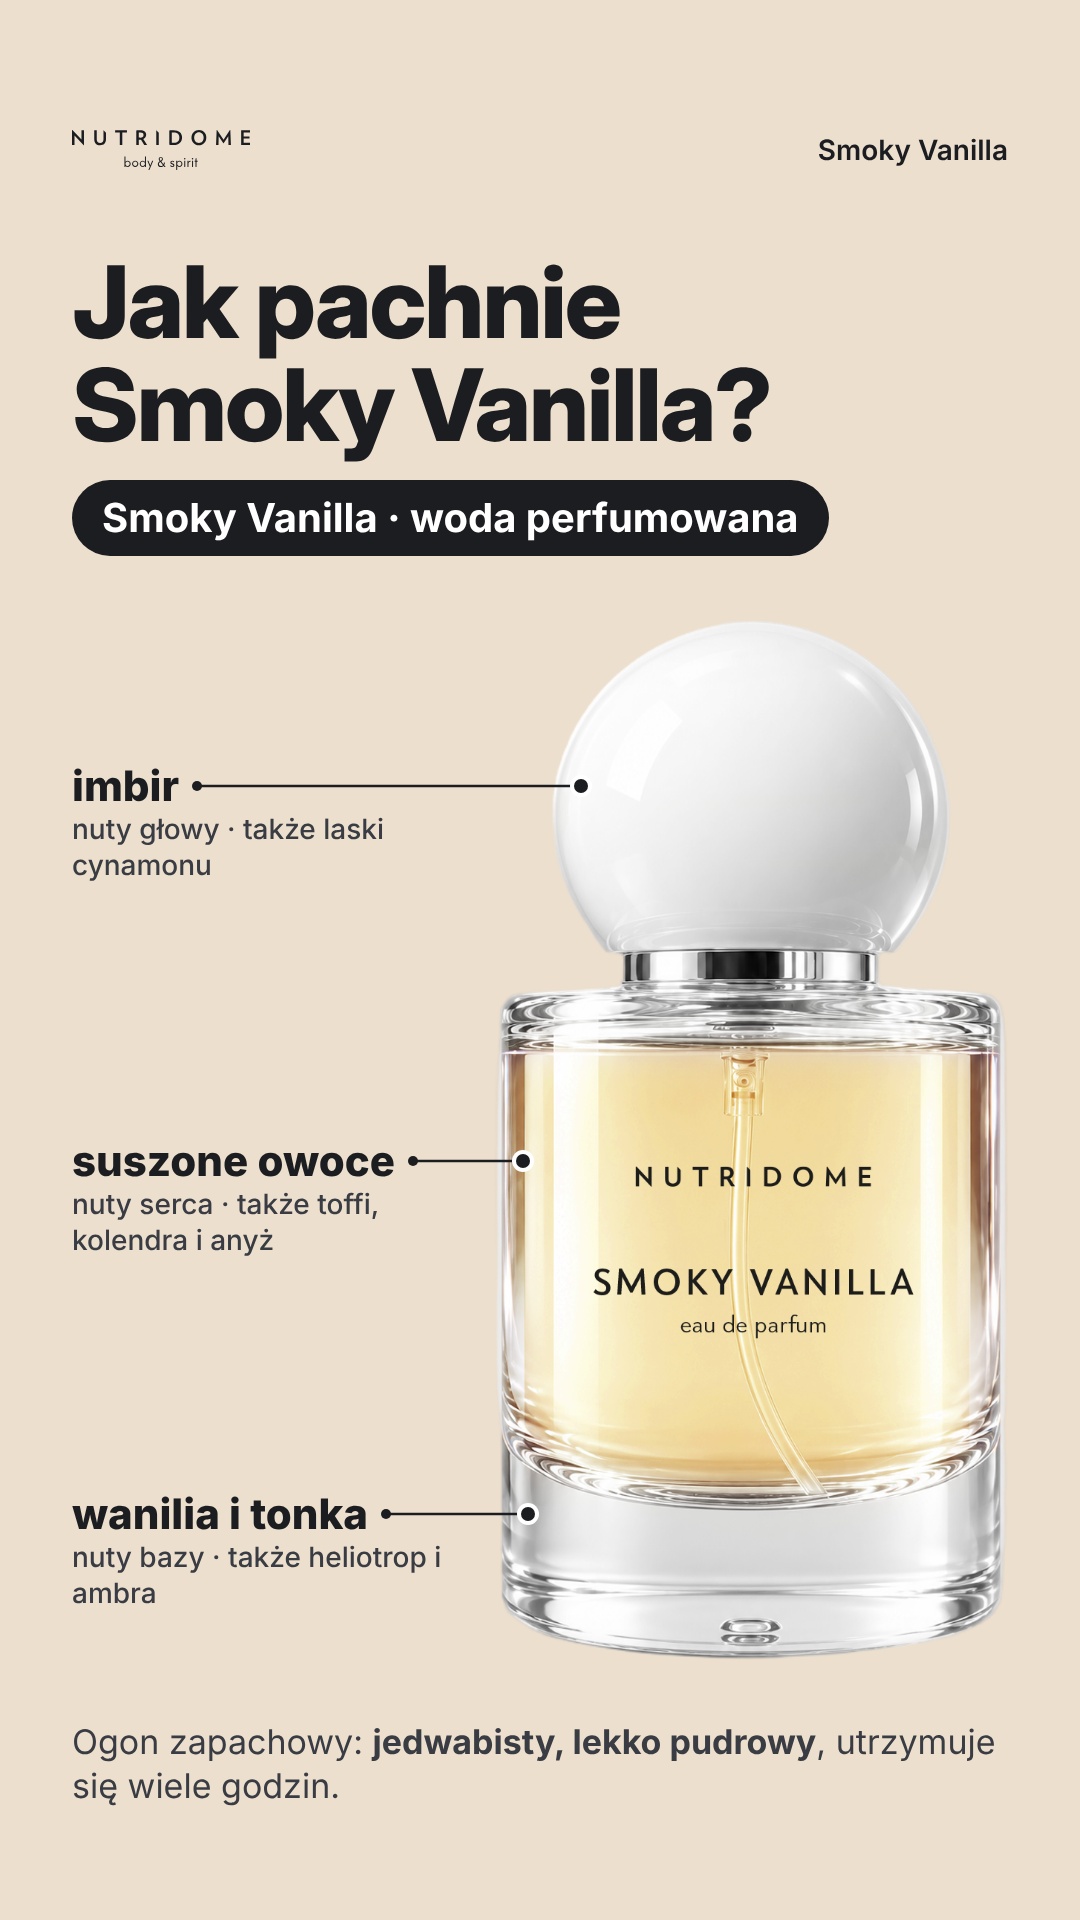 NUTRIDOME
body & spirit
Smoky Vanilla
Jak pachnie
Smoky Vanilla?
Smoky Vanilla · woda perfumowana
imbir
nuty głowy · także laski
cynamonu
suszone owoce
nuty serca · także toffi,
kolendra i anyż
NUTRIDOME
SMOKY VANILLA
eau de parfum
wanilia i tonka
nuty bazy · także heliotrop i
ambra
Ogon zapachowy: jedwabisty, lekko pudrowy, utrzymuje
się wiele godzin.